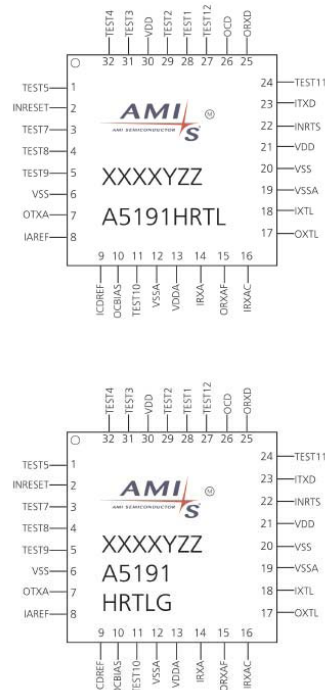 TEST4 TEST3 VDD TEST2 TEST1 TEST12 OCD ORXD
32 31 30 29 28 27 26 25
TEST5 1 24 TEST11
INRESET 2 23 ITXD
TEST7 3 22 INRTS
TEST8 4 21 VDD
TEST9 5 20 VSS
VSS 6 19 VSSA
OTXA 7 18 IXTL
IAREF 8 17 OXTL
AMI S ®
AMI SEMICONDUCTOR
XXXXYZZ
A5191HRTL
9 10 11 12 13 14 15 16
ICDREF OCBIAS TEST10 VSSA VDDA IRXA ORXAF IRXAC
TEST4 TEST3 VDD TEST2 TEST1 TEST12 OCD ORXD
32 31 30 29 28 27 26 25
TEST5 1 24 TEST11
INRESET 2 23 ITXD
TEST7 3 22 INRTS
TEST8 4 21 VDD
TEST9 5 20 VSS
VSS 6 19 VSSA
OTXA 7 18 IXTL
IAREF 8 17 OXTL
AMI S ®
AMI SEMICONDUCTOR
XXXXYZZ
A5191
HRTLG
9 10 11 12 13 14 15 16
ICDREF OCBIAS TEST10 VSSA VDDA IRXA ORXAF IRXAC